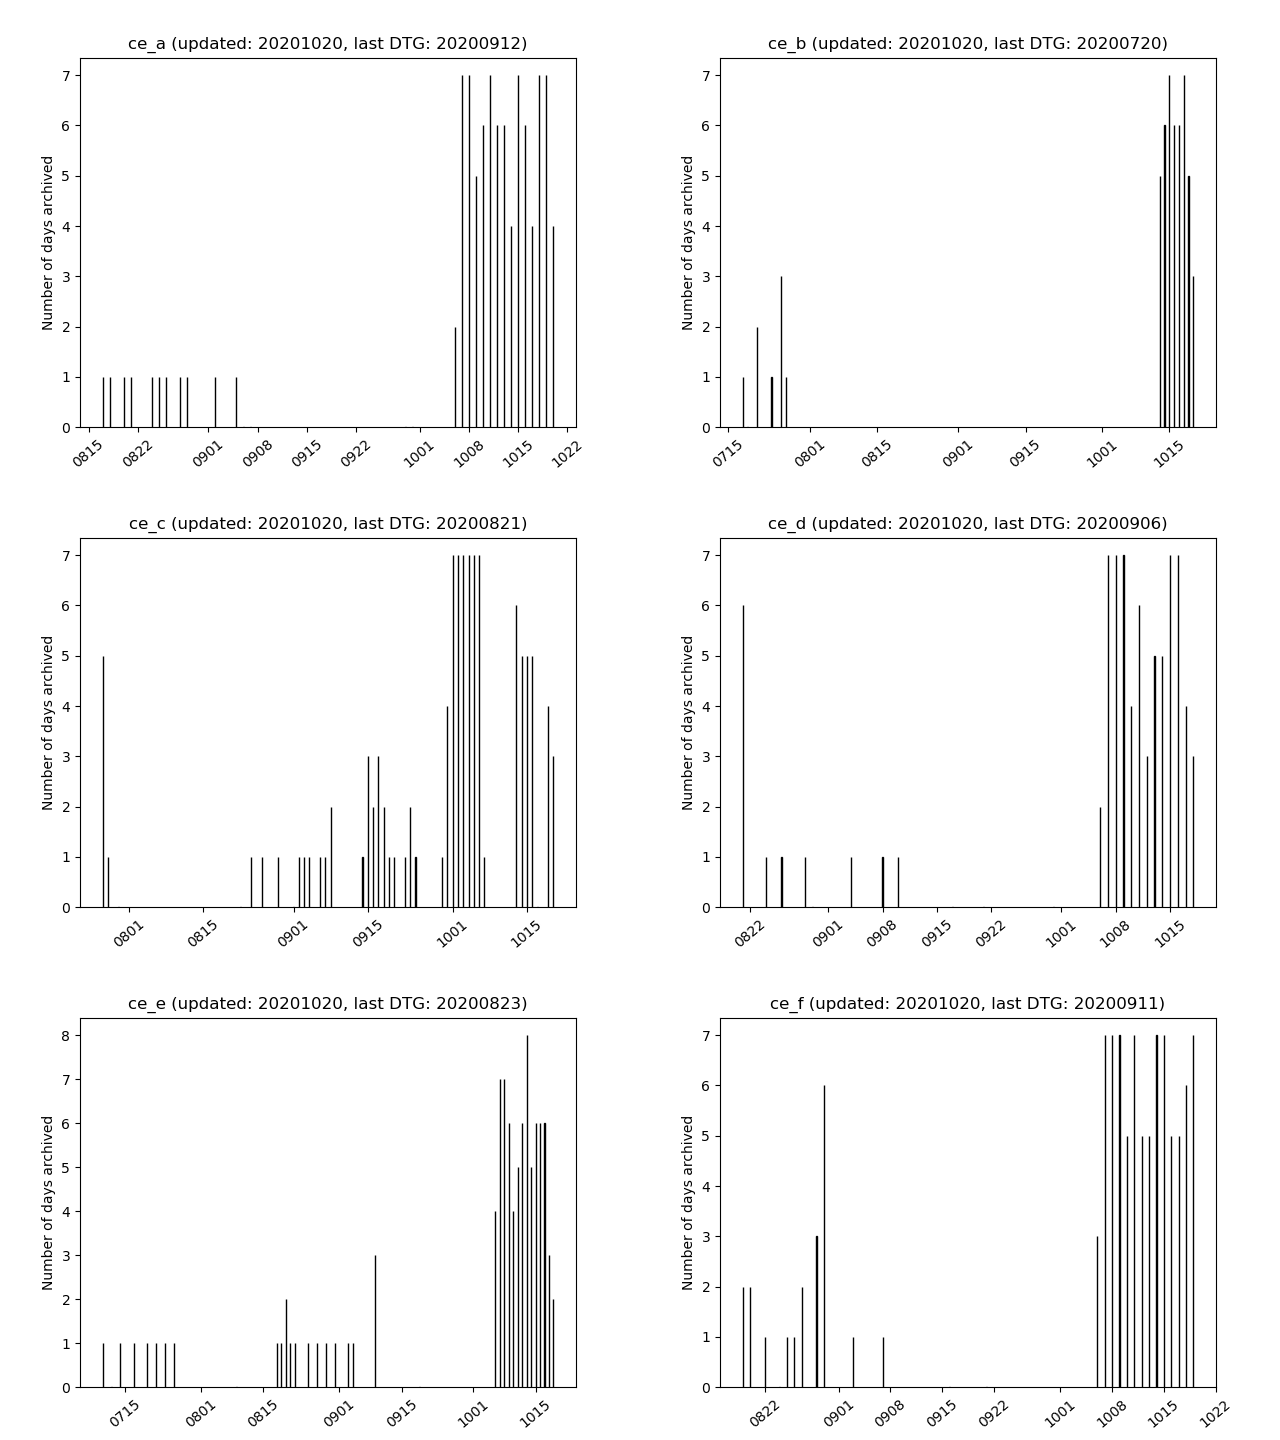 ce_a (updated: 20201020, last DTG: 20200912)
Number of days archived
7
6
5
4
3
2
1
0
0815 0822 0901 0908 0915 0922 1001 1008 1015 1022
ce_b (updated: 20201020, last DTG: 20200720)
Number of days archived
7
6
5
4
3
2
1
0
0715 0801 0815 0901 0915 1001 1015
ce_c (updated: 20201020, last DTG: 20200821)
Number of days archived
7
6
5
4
3
2
1
0
0801 0815 0901 0915 1001 1015
ce_d (updated: 20201020, last DTG: 20200906)
Number of days archived
7
6
5
4
3
2
1
0
0822 0901 0908 0915 0922 1001 1008 1015
ce_e (updated: 20201020, last DTG: 20200823)
Number of days archived
8
7
6
5
4
3
2
1
0
0715 0801 0815 0901 0915 1001 1015
ce_f (updated: 20201020, last DTG: 20200911)
Number of days archived
7
6
5
4
3
2
1
0
0822 0901 0908 0915 0922 1001 1008 1015 1022